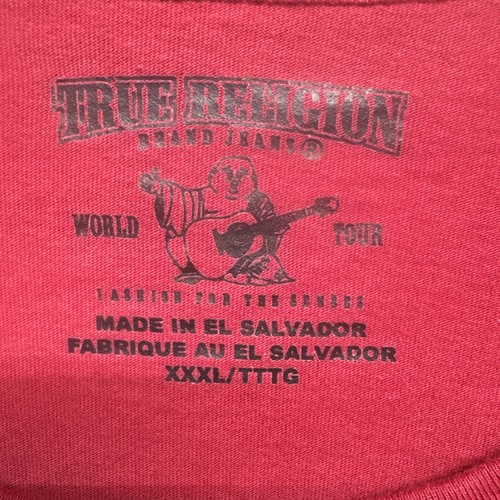 TRUE RELIGION
BRAND JEANS®
WORLD TOUR
FASHION FOR THE SENSES
MADE IN EL SALVADOR
FABRIQUE AU EL SALVADOR
XXXL/TTTG